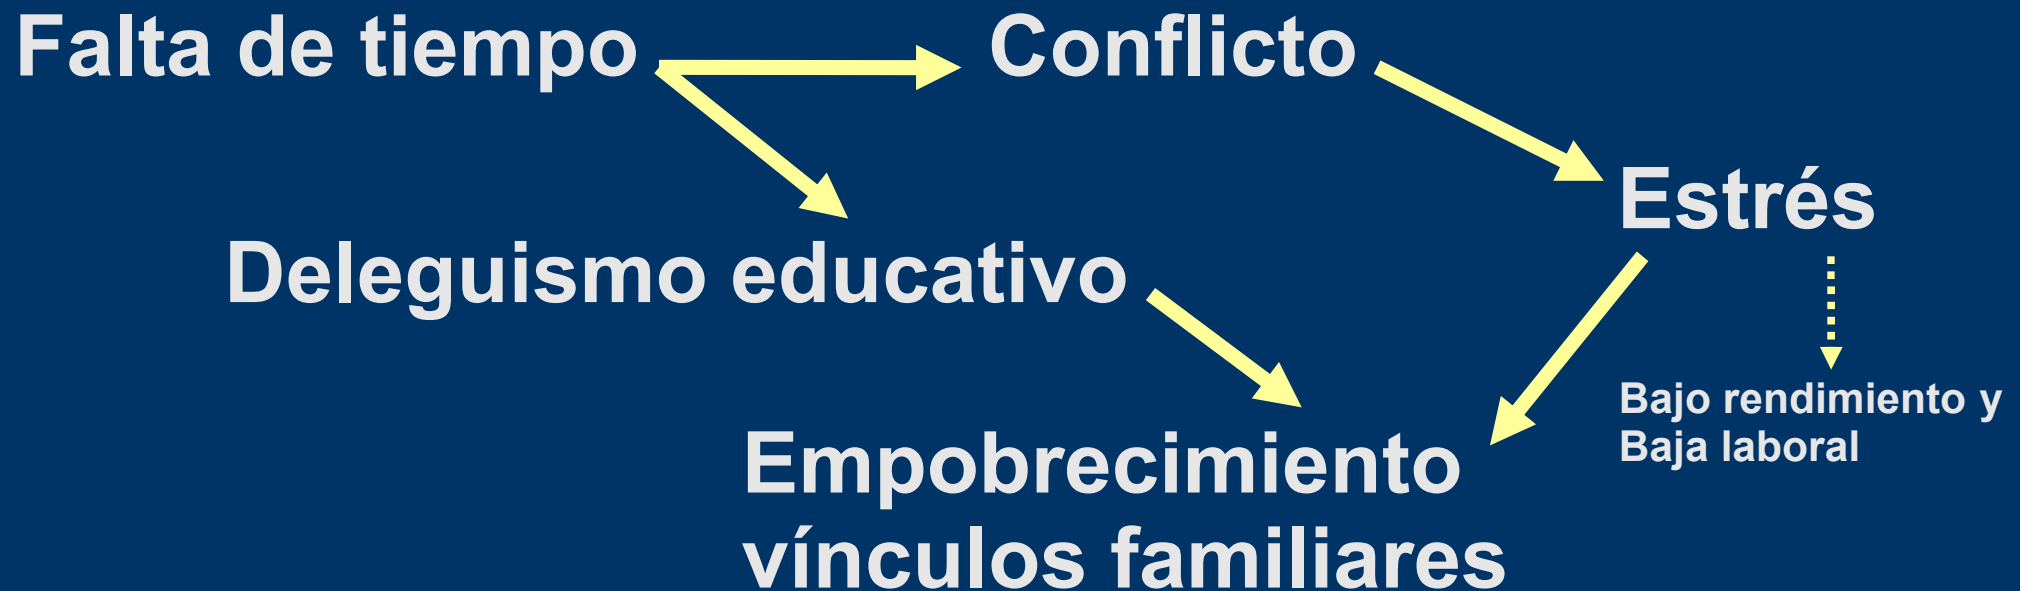 Falta de tiempo
Conflicto
Estrés
Deleguismo educativo
Bajo rendimiento y
Baja laboral
Empobrecimiento
vínculos familiares